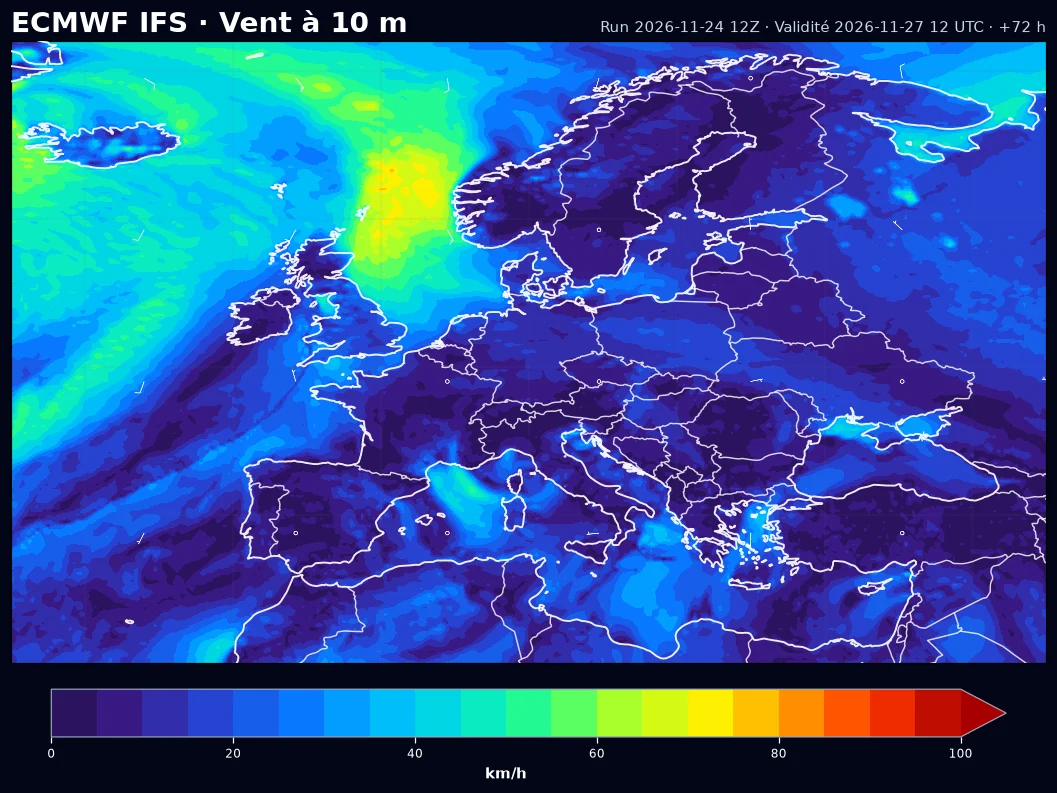 ECMWF IFS · Vent à 10 m
Run 2026-11-24 12Z · Validité 2026-11-27 12 UTC · +72 h
0 20 40 60 80 100
km/h